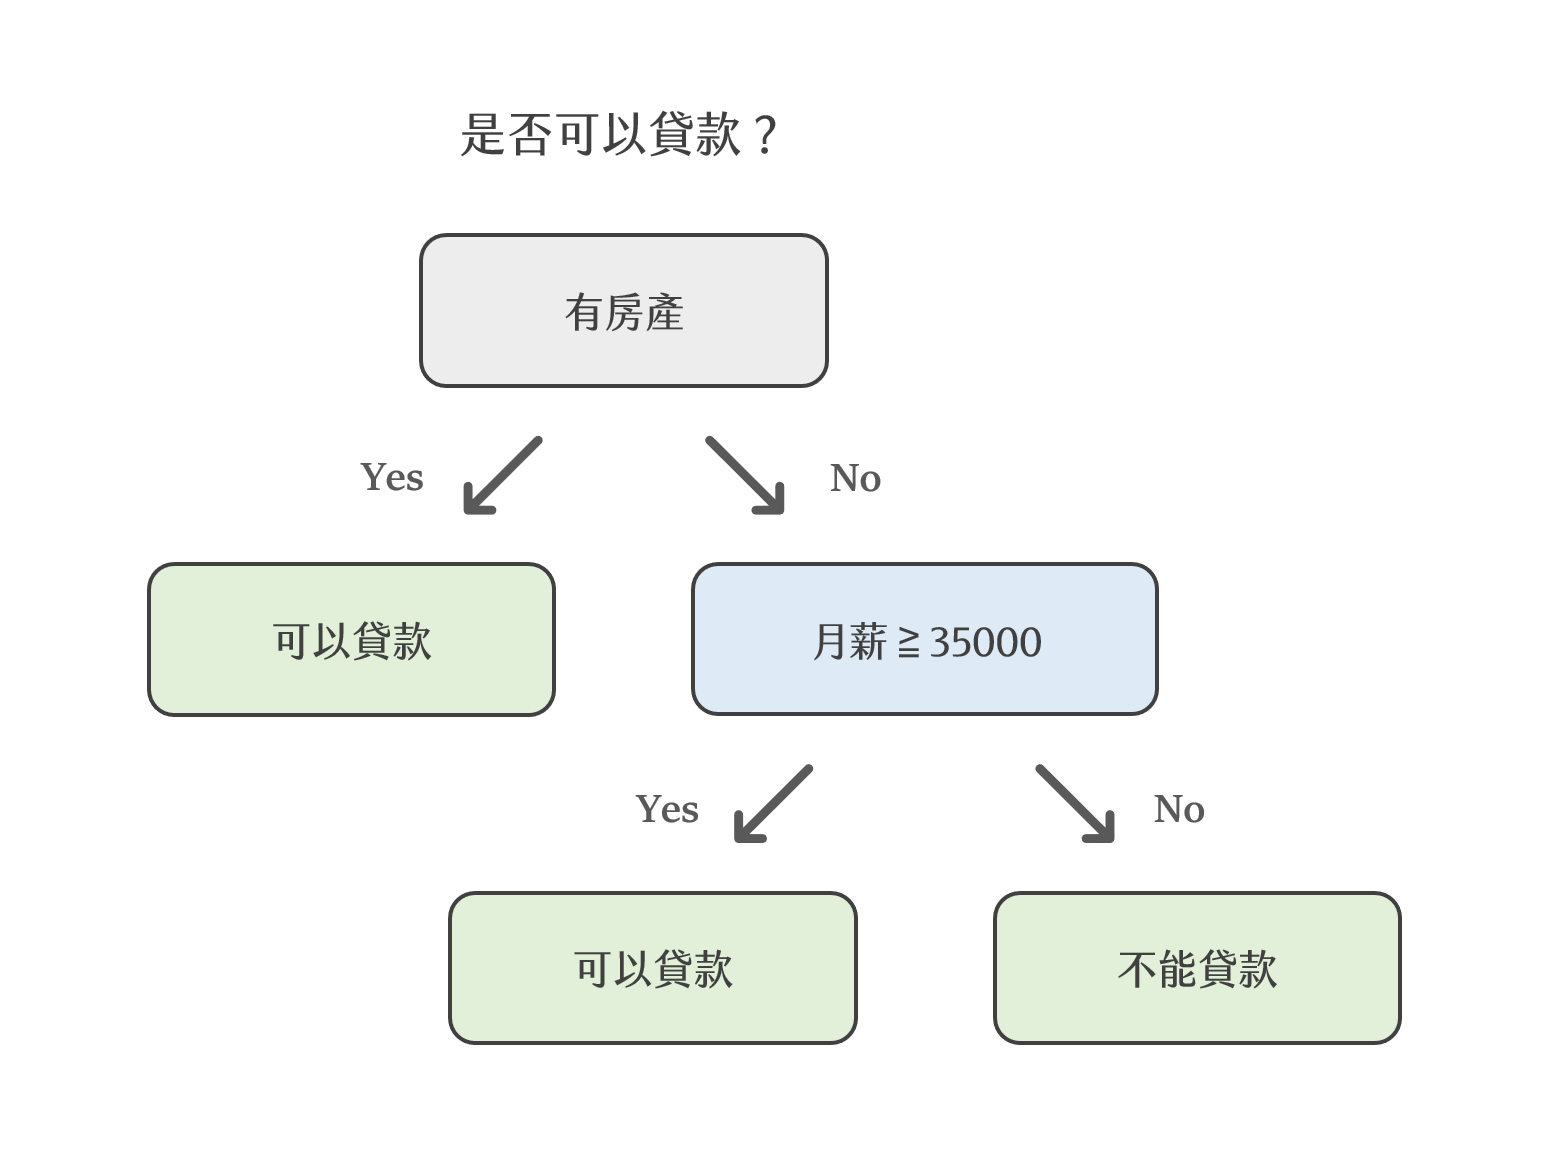 是否可以貸款？
有房產
Yes
No
可以貸款
月薪 ≧ 35000
Yes
No
可以貸款
不能貸款